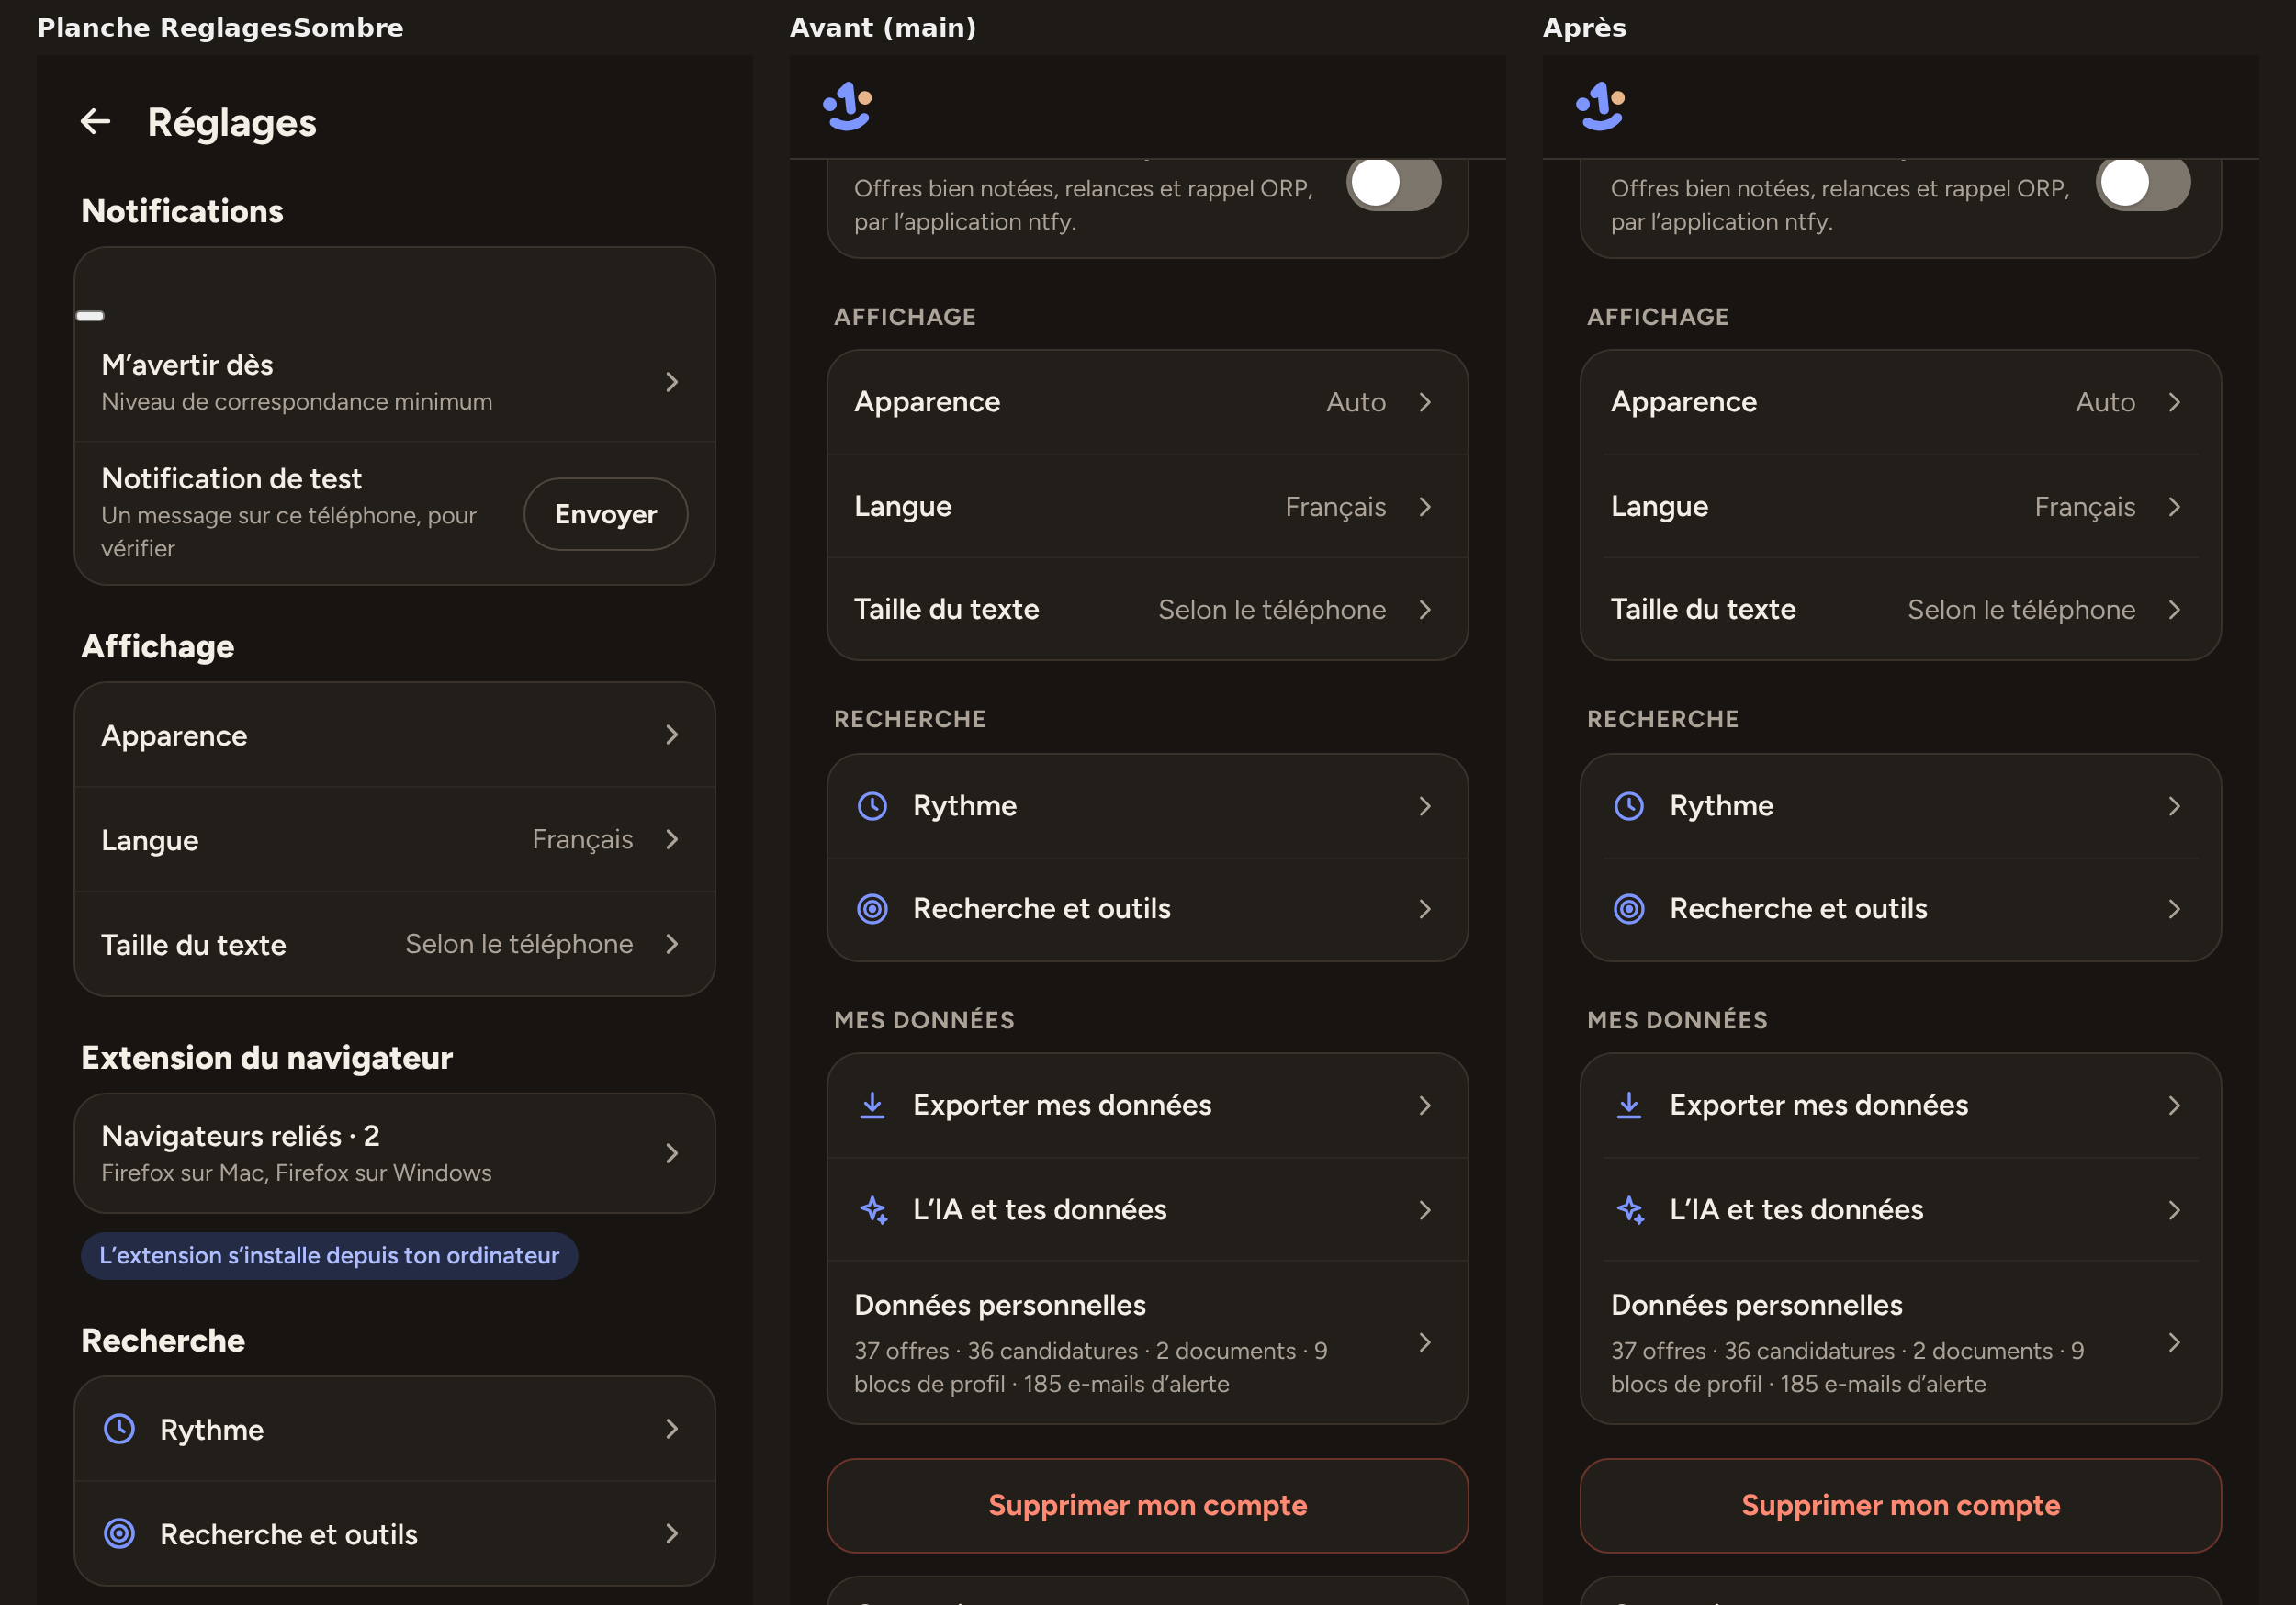 Planche ReglagesSombre
Réglages
Notifications
M’avertir dès
Niveau de correspondance minimum
Notification de test
Un message sur ce téléphone, pour
vérifier
Envoyer
Affichage
Apparence
Langue
Français
Taille du texte
Selon le téléphone
Extension du navigateur
Navigateurs reliés · 2
Firefox sur Mac, Firefox sur Windows
L’extension s’installe depuis ton ordinateur
Recherche
Rythme
Recherche et outils
Avant (main)
Offres bien notées, relances et rappel ORP,
par l’application ntfy.
AFFICHAGE
Apparence
Auto
Langue
Français
Taille du texte
Selon le téléphone
RECHERCHE
Rythme
Recherche et outils
MES DONNÉES
Exporter mes données
L’IA et tes données
Données personnelles
37 offres · 36 candidatures · 2 documents · 9
blocs de profil · 185 e-mails d’alerte
Supprimer mon compte
Après
Offres bien notées, relances et rappel ORP,
par l’application ntfy.
AFFICHAGE
Apparence
Auto
Langue
Français
Taille du texte
Selon le téléphone
RECHERCHE
Rythme
Recherche et outils
MES DONNÉES
Exporter mes données
L’IA et tes données
Données personnelles
37 offres · 36 candidatures · 2 documents · 9
blocs de profil · 185 e-mails d’alerte
Supprimer mon compte